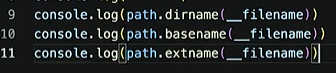 9 console.log(path.dirname(__filename))
10 console.log(path.basename(__filename))
11 console.log(path.extname(__filename))